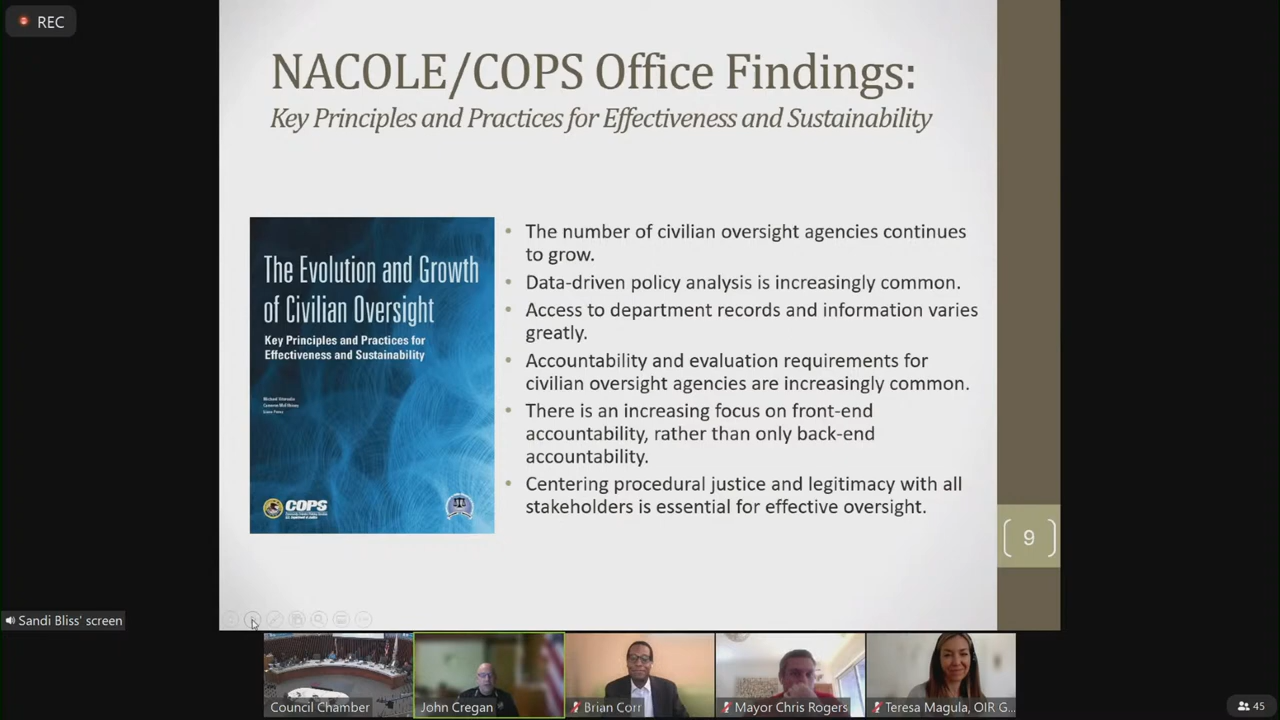 REC
NACOLE/COPS Office Findings:
Key Principles and Practices for Effectiveness and Sustainability
The Evolution and Growth
of Civilian Oversight
Key Principles and Practices for
Effectiveness and Sustainability
COPS
• The number of civilian oversight agencies continues
to grow.
• Data-driven policy analysis is increasingly common.
• Access to department records and information varies
greatly.
• Accountability and evaluation requirements for
civilian oversight agencies are increasingly common.
• There is an increasing focus on front-end
accountability, rather than only back-end
accountability.
• Centering procedural justice and legitimacy with all
stakeholders is essential for effective oversight.
9
Sandi Bliss' screen
Council Chamber
John Cregan
Brian Corr
Mayor Chris Rogers
Teresa Magula, OIR G...
45